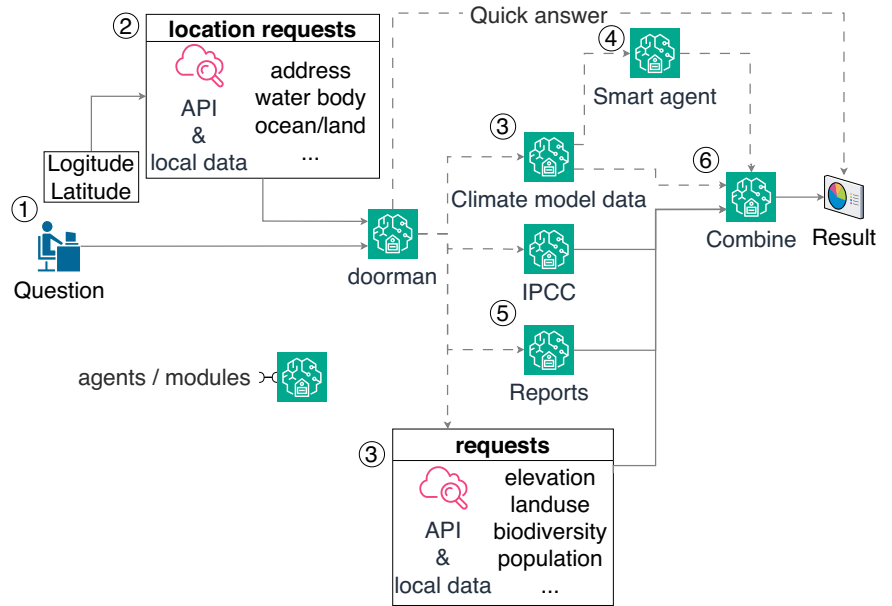 ②
location requests
address
water body
ocean/land
...
API
&
local data
Logitude
Latitude
①
Question
doorman
Quick answer
④
Smart agent
③
Climate model data
⑥
Combine
Result
IPCC
⑤
Reports
agents / modules
③
requests
elevation
landuse
biodiversity
population
...
API
&
local data